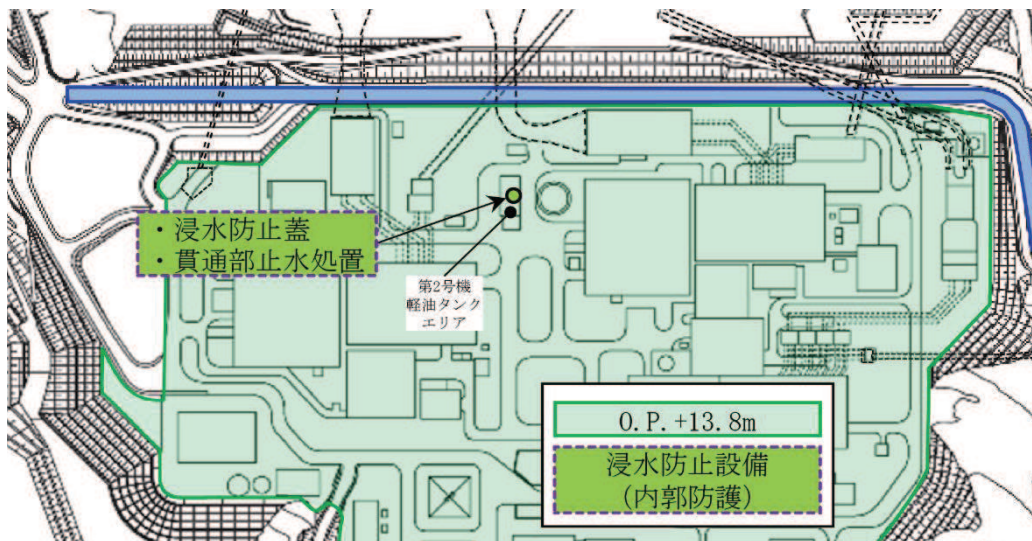 ・浸水防止蓋
・貫通部止水処置
第2号機
軽油タンク
エリア
O.P.+13.8m
浸水防止設備
(内郭防護)